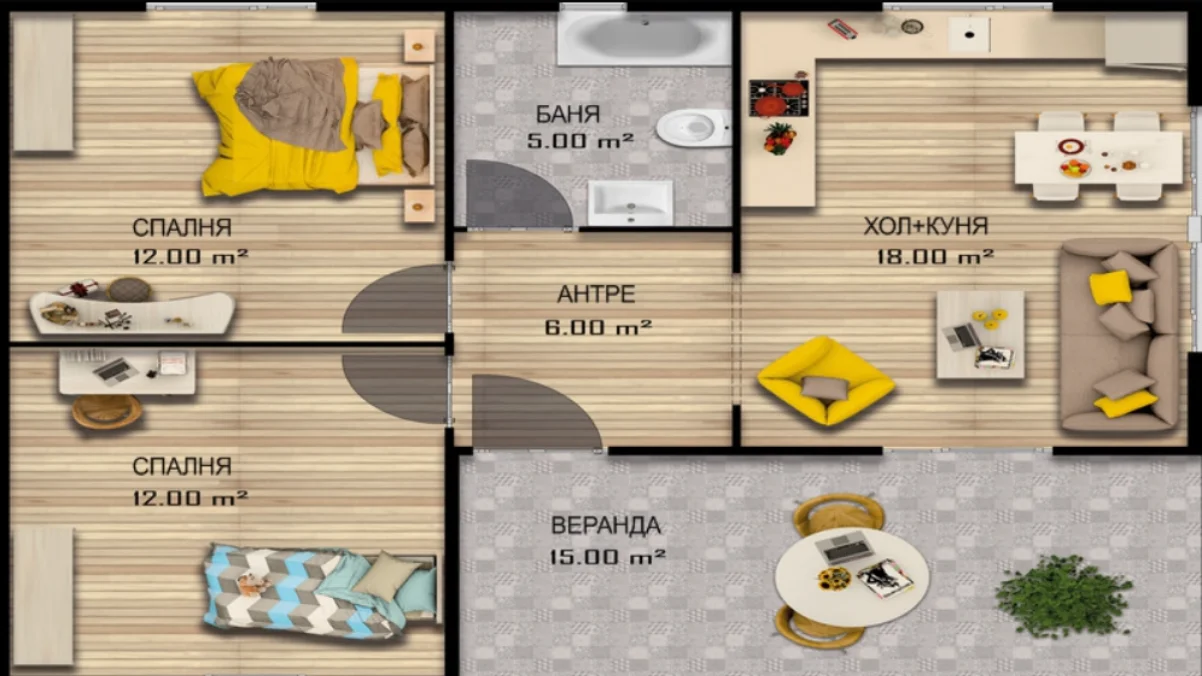 БАНЯ
5.00 m²
СПАЛНЯ
12.00 m²
ХОЛ+КУНЯ
18.00 m²
АНТРЕ
6.00 m²
СПАЛНЯ
12.00 m²
ВЕРАНДА
15.00 m²